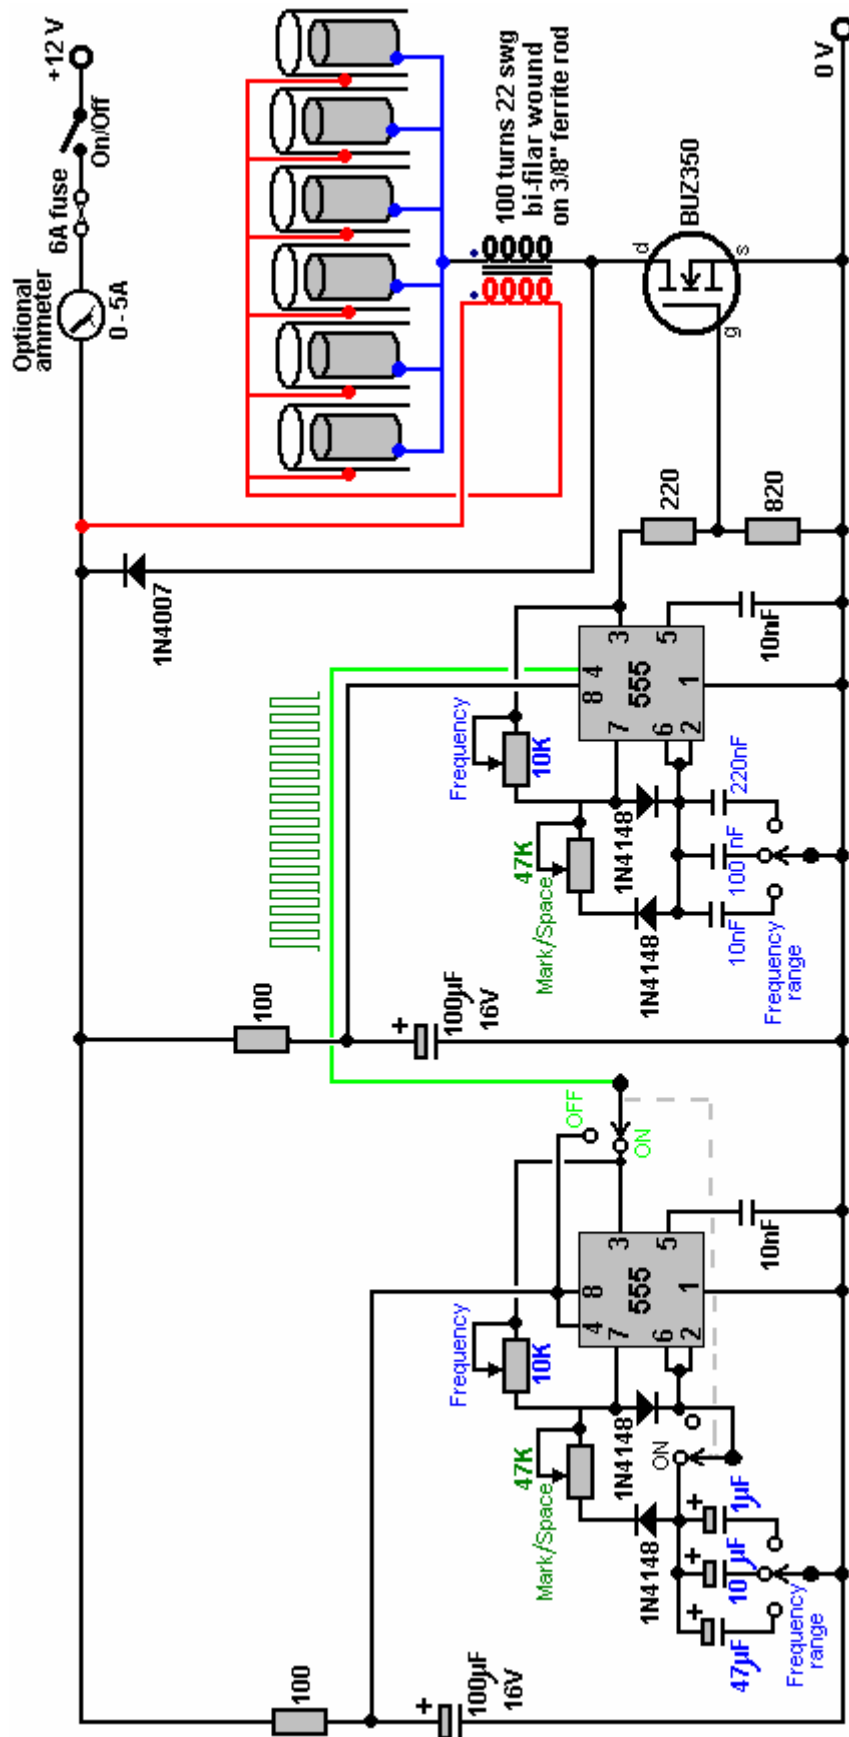 +12 V
On/Off
6A fuse
Optional
ammeter
0 - 5A
100 turns 22 swg
bi-filar wound
on 3/8" ferrite rod
BUZ350
d
g
s
0 V
1N4007
220
820
Frequency
10K
47K
Mark/Space
1N4148
1N4148
3
4
8
7
5
555
6
2
1
10nF
220nF
100 nF
10nF
Frequency
range
100
+
100µF
16V
OFF
ON
Frequency
10K
47K
Mark/Space
1N4148
1N4148
3
8
4
7
5
555
6
2
1
10nF
ON
+
1µF
+
10 µF
+
47µF
Frequency
range
100
+
100µF
16V